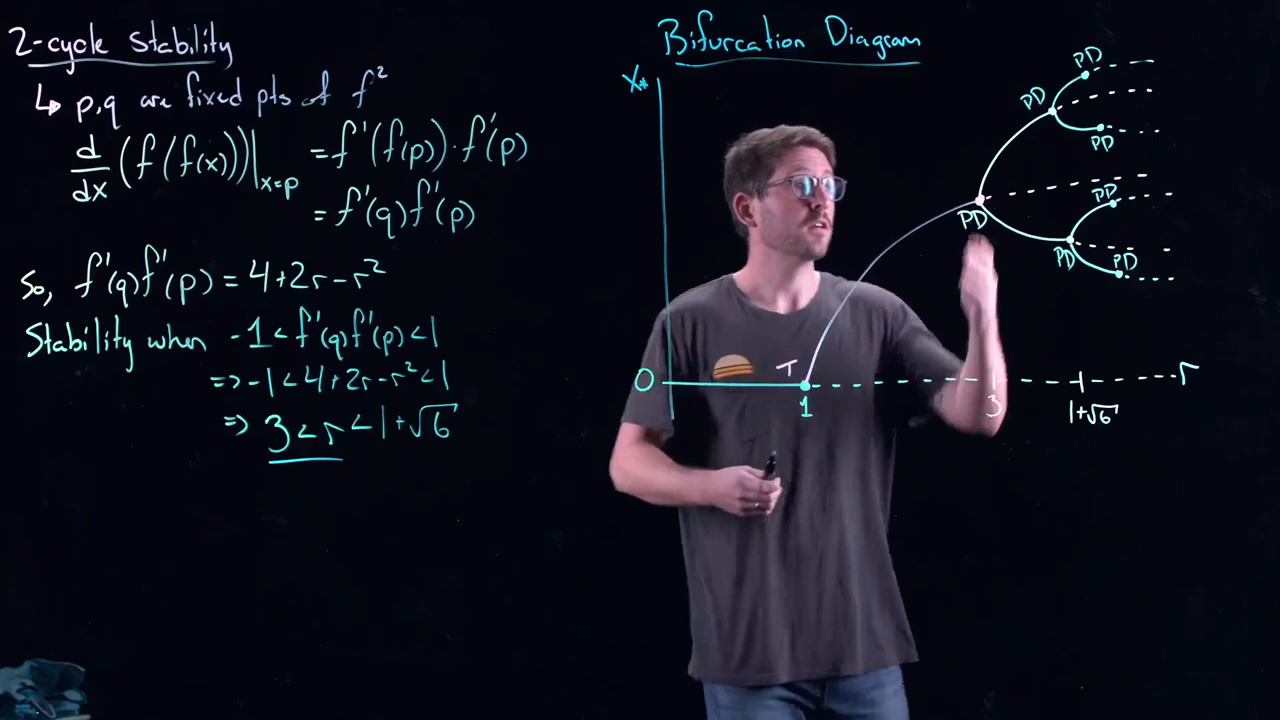 2-cycle Stability
↳ p,q are fixed pts of f²
d/dx (f(f(x)))|x=p = f'(f(p))·f'(p)
= f'(q)f'(p)
So, f'(q)f'(p) = 4+2r-r²
Stability when -1<f'(q)f'(p)<1
=> -1<4+2r-r²<1
=> 3<r<1+√6
Bifurcation Diagram
x*
PD
PD
PD
PD
PD
PD
PD
T
0
r
1
3
1+√6